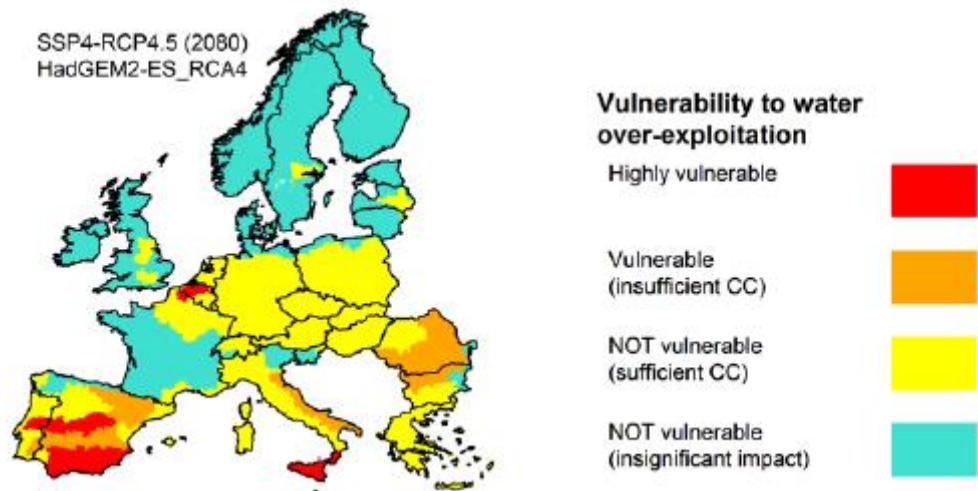 SSP4-RCP4.5 (2080)
HadGEM2-ES_RCA4
Vulnerability to water
over-exploitation
Highly vulnerable
Vulnerable
(insufficient CC)
NOT vulnerable
(sufficient CC)
NOT vulnerable
(insignificant impact)